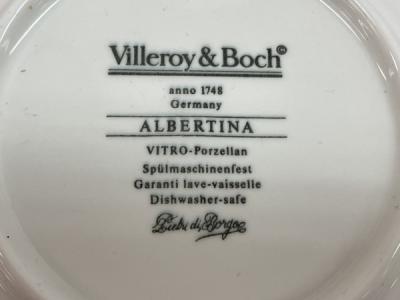 Villeroy & Boch©
anno 1748
Germany
ALBERTINA
VITRO-Porzellan
Spülmaschinenfest
Garanti lave-vaisselle
Dishwasher-safe